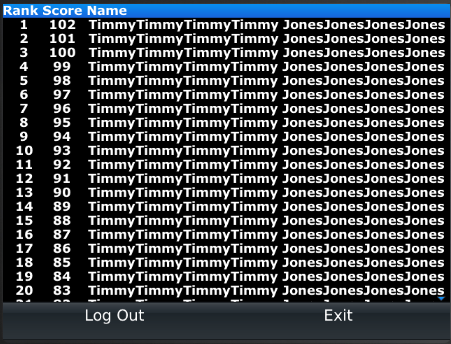 Rank Score Name
1 102 TimmyTimmyTimmyTimmy JonesJonesJonesJones
2 101 TimmyTimmyTimmyTimmy JonesJonesJonesJones
3 100 TimmyTimmyTimmyTimmy JonesJonesJonesJones
4 99 TimmyTimmyTimmyTimmy JonesJonesJonesJones
5 98 TimmyTimmyTimmyTimmy JonesJonesJonesJones
6 97 TimmyTimmyTimmyTimmy JonesJonesJonesJones
7 96 TimmyTimmyTimmyTimmy JonesJonesJonesJones
8 95 TimmyTimmyTimmyTimmy JonesJonesJonesJones
9 94 TimmyTimmyTimmyTimmy JonesJonesJonesJones
10 93 TimmyTimmyTimmyTimmy JonesJonesJonesJones
11 92 TimmyTimmyTimmyTimmy JonesJonesJonesJones
12 91 TimmyTimmyTimmyTimmy JonesJonesJonesJones
13 90 TimmyTimmyTimmyTimmy JonesJonesJonesJones
14 89 TimmyTimmyTimmyTimmy JonesJonesJonesJones
15 88 TimmyTimmyTimmyTimmy JonesJonesJonesJones
16 87 TimmyTimmyTimmyTimmy JonesJonesJonesJones
17 86 TimmyTimmyTimmyTimmy JonesJonesJonesJones
18 85 TimmyTimmyTimmyTimmy JonesJonesJonesJones
19 84 TimmyTimmyTimmyTimmy JonesJonesJonesJones
20 83 TimmyTimmyTimmyTimmy JonesJonesJonesJones
Log Out Exit